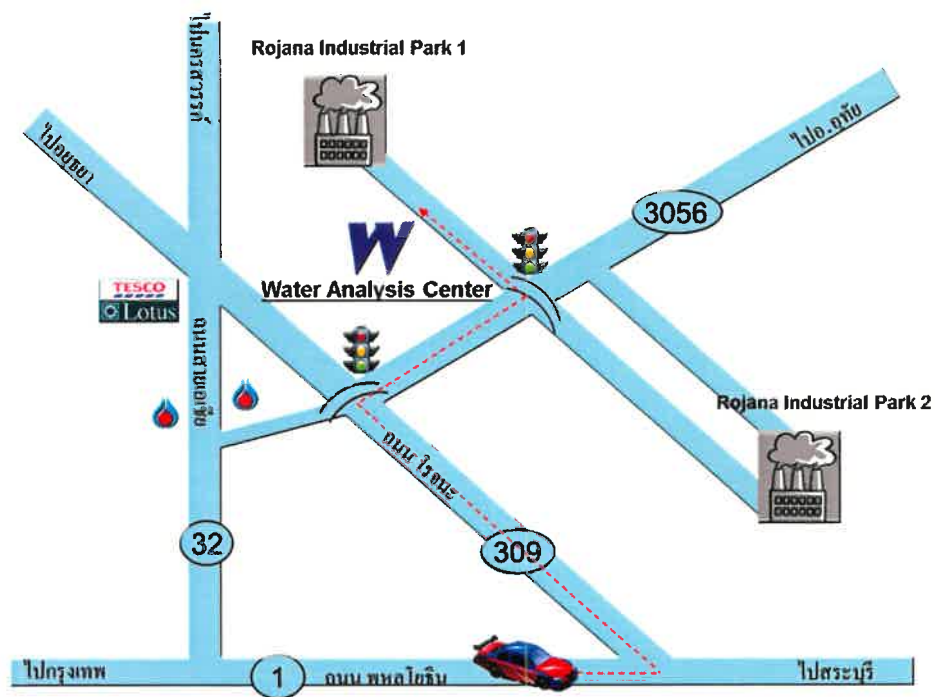 Rojana Industrial Park 1
ไปนครสวรรค์
ไปอยุธยา
ไปอ.อุทัย
3056
W
Water Analysis Center
TESCO
Lotus
ถนนสายเอเซีย
Rojana Industrial Park 2
ถนน โรจนะ
32
309
ไปกรุงเทพ
1
ถนน พหลโยธิน
ไปสระบุรี